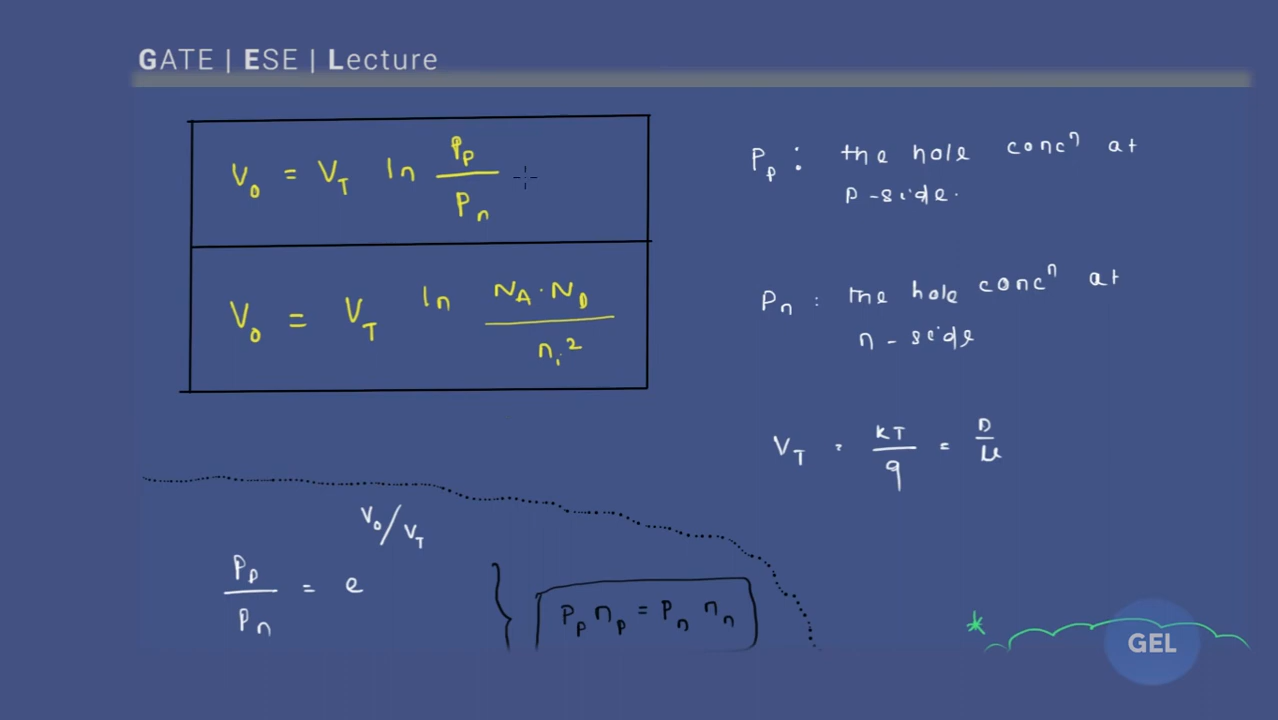 GATE | ESE | Lecture
V₀ = V_T ln P_p / P_n
V₀ = V_T ln N_A · N_D / n_i²
P_p : the hole concⁿ at
p-side.
P_n : the hole concⁿ at
n-side
V_T = kT / q = D / μ
P_p / P_n = e^(V₀/V_T)
P_p n_p = P_n n_n
*
GEL